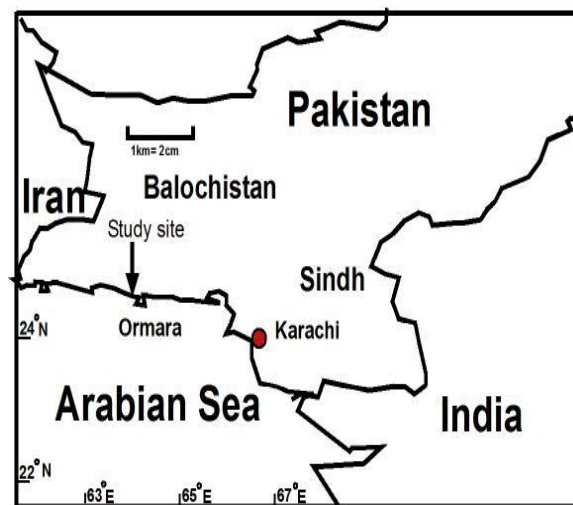 Pakistan
1km= 2cm
Balochistan
Iran
Study site
Sindh
Ormara
Karachi
24°N
Arabian Sea
India
22°N
63°E
65°E
67°E